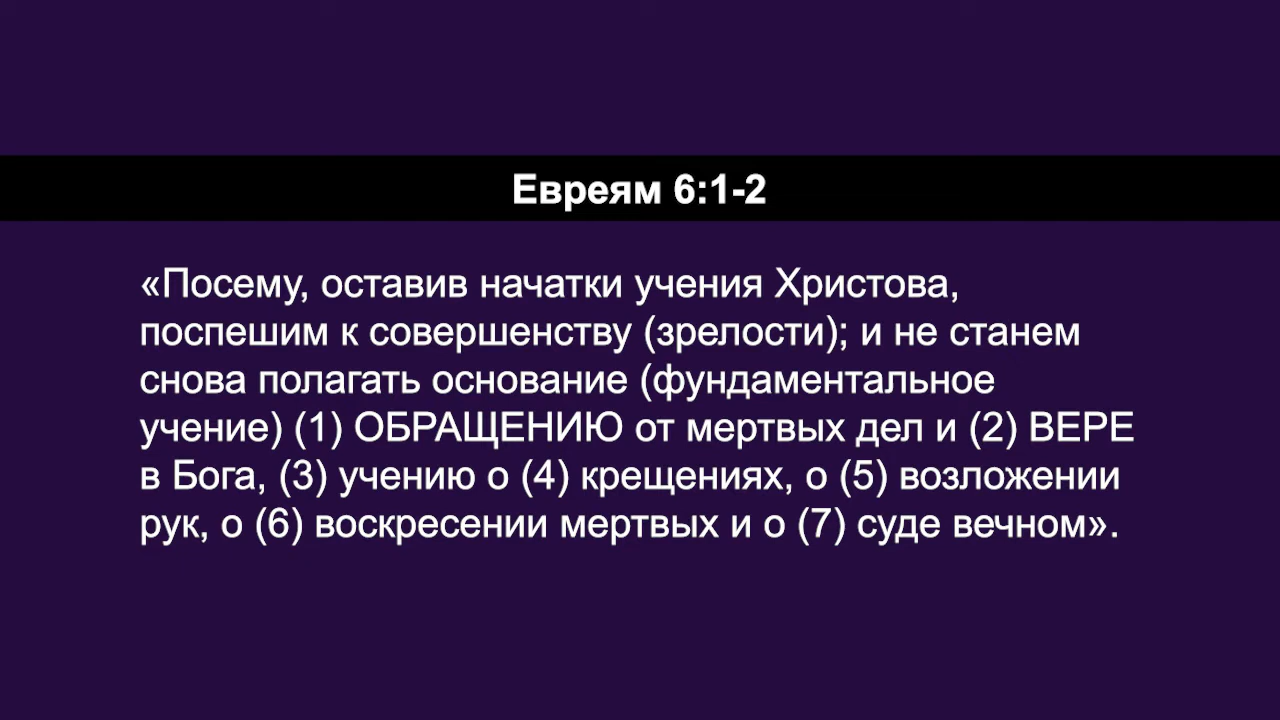 Евреям 6:1-2
«Посему, оставив начатки учения Христова,
поспешим к совершенству (зрелости); и не станем
снова полагать основание (фундаментальное
учение) (1) ОБРАЩЕНИЮ от мертвых дел и (2) ВЕРЕ
в Бога, (3) учению о (4) крещениях, о (5) возложении
рук, о (6) воскресении мертвых и о (7) суде вечном».